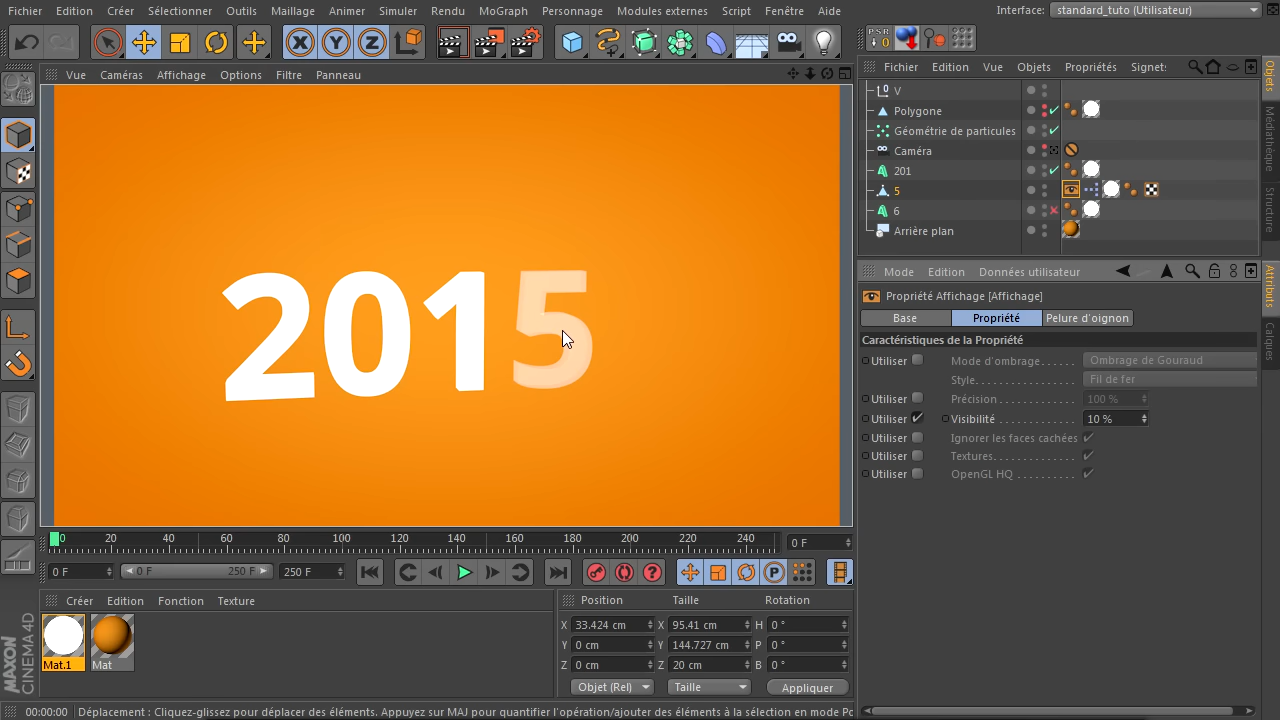 Fichier Edition Créer Sélectionner Outils Maillage Animer Simuler Rendu MoGraph Personnage Modules externes Script Fenêtre Aide Interface: standard_tuto (Utilisateur)
X Y Z PSR 0
Vue Caméras Affichage Options Filtre Panneau
Fichier Edition Vue Objets Propriétés Signets
V
Polygone
Géométrie de particules
Caméra
201
5
6
Arrière plan
Objets
Médiathèque
Structure
2015
Mode Edition Données utilisateur
Propriété Affichage [Affichage]
Base Propriété Pelure d'oignon
Caractéristiques de la Propriété
Utiliser Mode d'ombrage Ombrage de Gouraud
Style Fil de fer
Utiliser Précision 100 %
Utiliser Visibilité 10 %
Utiliser Ignorer les faces cachées
Utiliser Textures
Utiliser OpenGL HQ
Attributs
Calques
0 20 40 60 80 100 120 140 160 180 200 220 240 0 F
0 F 0 F 250 F 250 F P
Créer Edition Fonction Texture
Mat.1 Mat
Position Taille Rotation
X 33.424 cm X 95.41 cm H 0 °
Y 0 cm Y 144.727 cm P 0 °
Z 0 cm Z 20 cm B 0 °
Objet (Rel) Taille Appliquer
MAXON
CINEMA 4D
00:00:00 Déplacement : Cliquez-glissez pour déplacer des éléments. Appuyez sur MAJ pour quantifier l'opération/ajouter des éléments à la sélection en mode Po